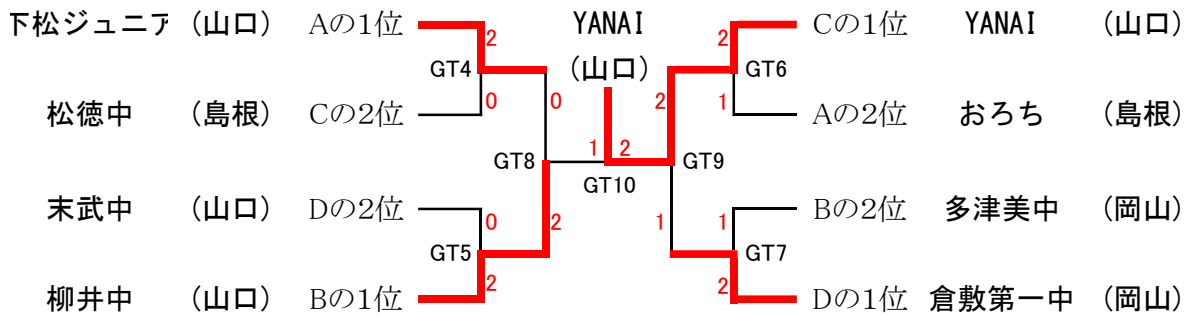 下松ジュニア (山口) Aの1位 2 YANAI 2 Cの1位 YANAI (山口)
GT4 (山口) GT6
松徳中 (島根) Cの2位 0 0 2 1 Aの2位 おろち (島根)
GT8 1 2 GT9
GT10
末武中 (山口) Dの2位 0 2 1 1 Bの2位 多津美中 (岡山)
GT5 GT7
柳井中 (山口) Bの1位 2 2 Dの1位 倉敷第一中 (岡山)